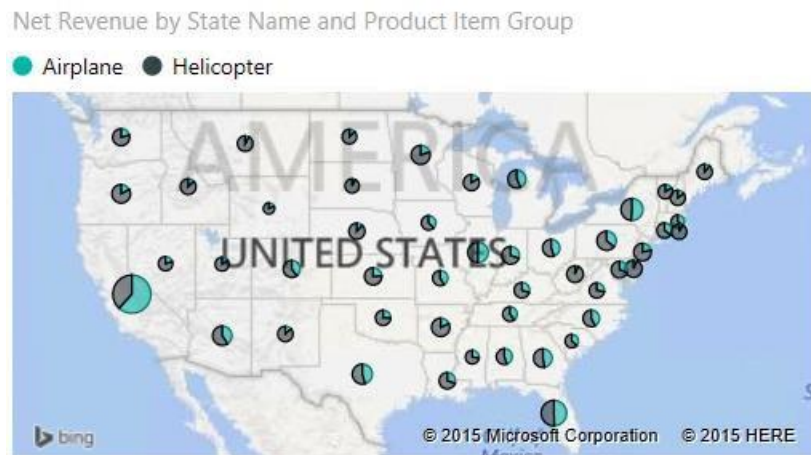 Net Revenue by State Name and Product Item Group
Airplane Helicopter
AMERICA
UNITED STATES
bing
© 2015 Microsoft Corporation © 2015 HERE
Mexico